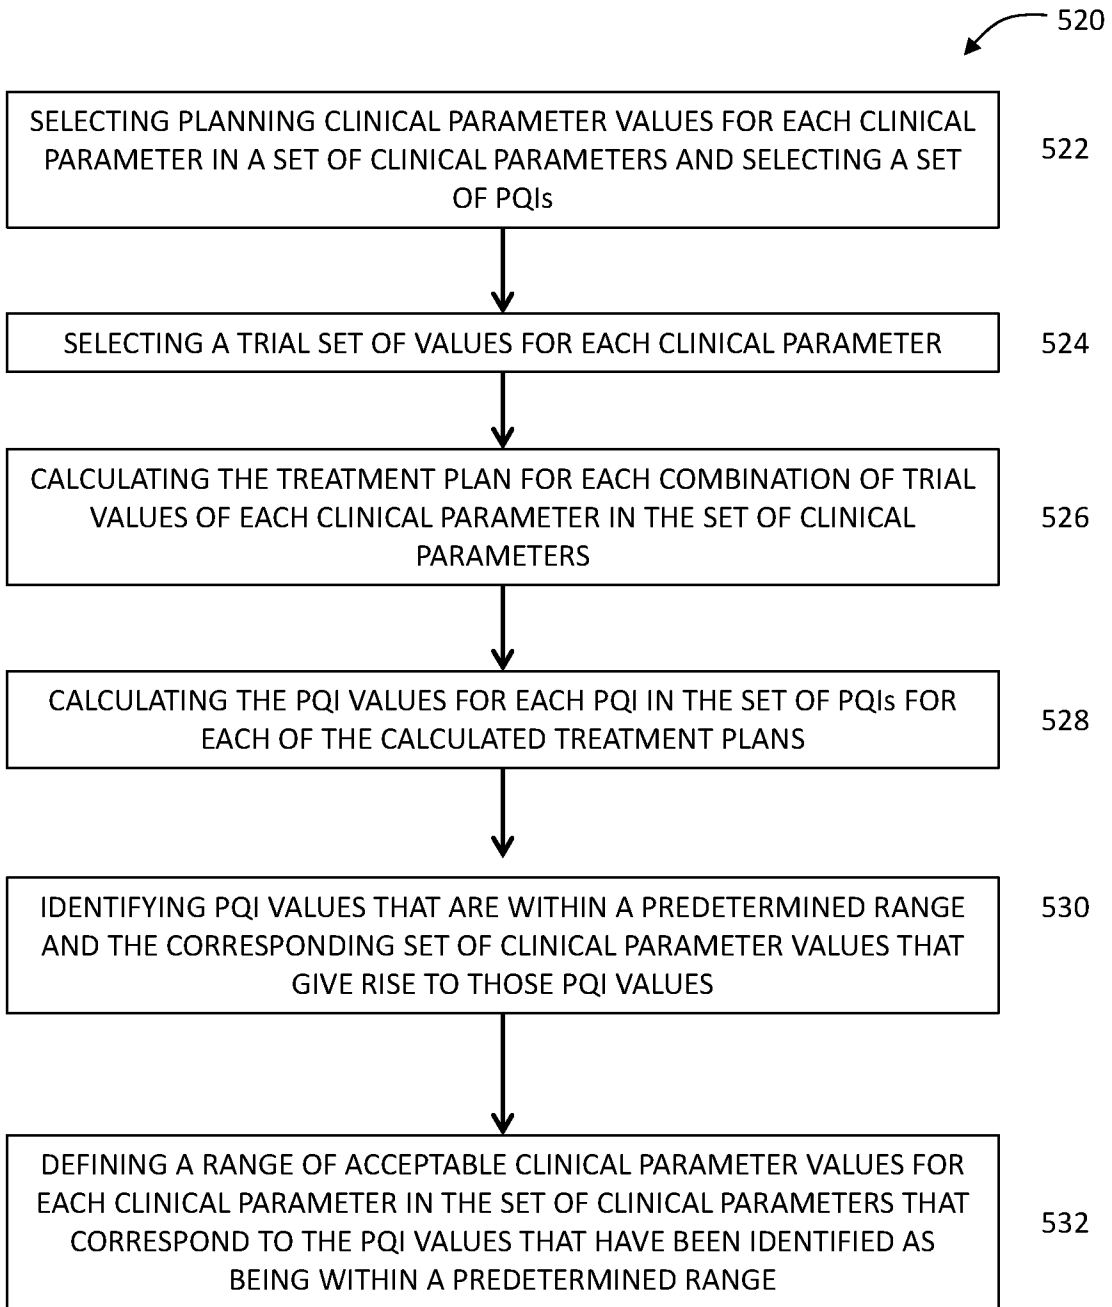 520
SELECTING PLANNING CLINICAL PARAMETER VALUES FOR EACH CLINICAL
PARAMETER IN A SET OF CLINICAL PARAMETERS AND SELECTING A SET
OF PQIs
522
SELECTING A TRIAL SET OF VALUES FOR EACH CLINICAL PARAMETER
524
CALCULATING THE TREATMENT PLAN FOR EACH COMBINATION OF TRIAL
VALUES OF EACH CLINICAL PARAMETER IN THE SET OF CLINICAL
PARAMETERS
526
CALCULATING THE PQI VALUES FOR EACH PQI IN THE SET OF PQIs FOR
EACH OF THE CALCULATED TREATMENT PLANS
528
IDENTIFYING PQI VALUES THAT ARE WITHIN A PREDETERMINED RANGE
AND THE CORRESPONDING SET OF CLINICAL PARAMETER VALUES THAT
GIVE RISE TO THOSE PQI VALUES
530
DEFINING A RANGE OF ACCEPTABLE CLINICAL PARAMETER VALUES FOR
EACH CLINICAL PARAMETER IN THE SET OF CLINICAL PARAMETERS THAT
CORRESPOND TO THE PQI VALUES THAT HAVE BEEN IDENTIFIED AS
BEING WITHIN A PREDETERMINED RANGE
532